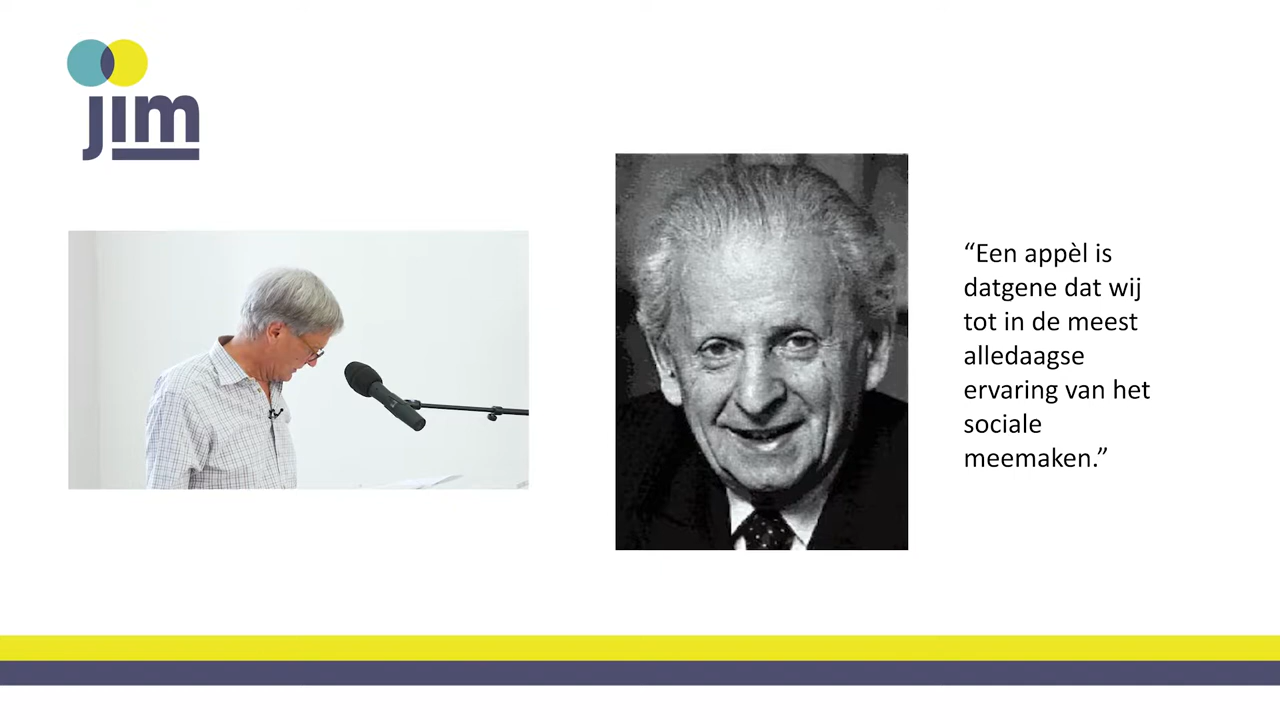 jim
“Een appèl is
datgene dat wij
tot in de meest
alledaagse
ervaring van het
sociale
meemaken.”